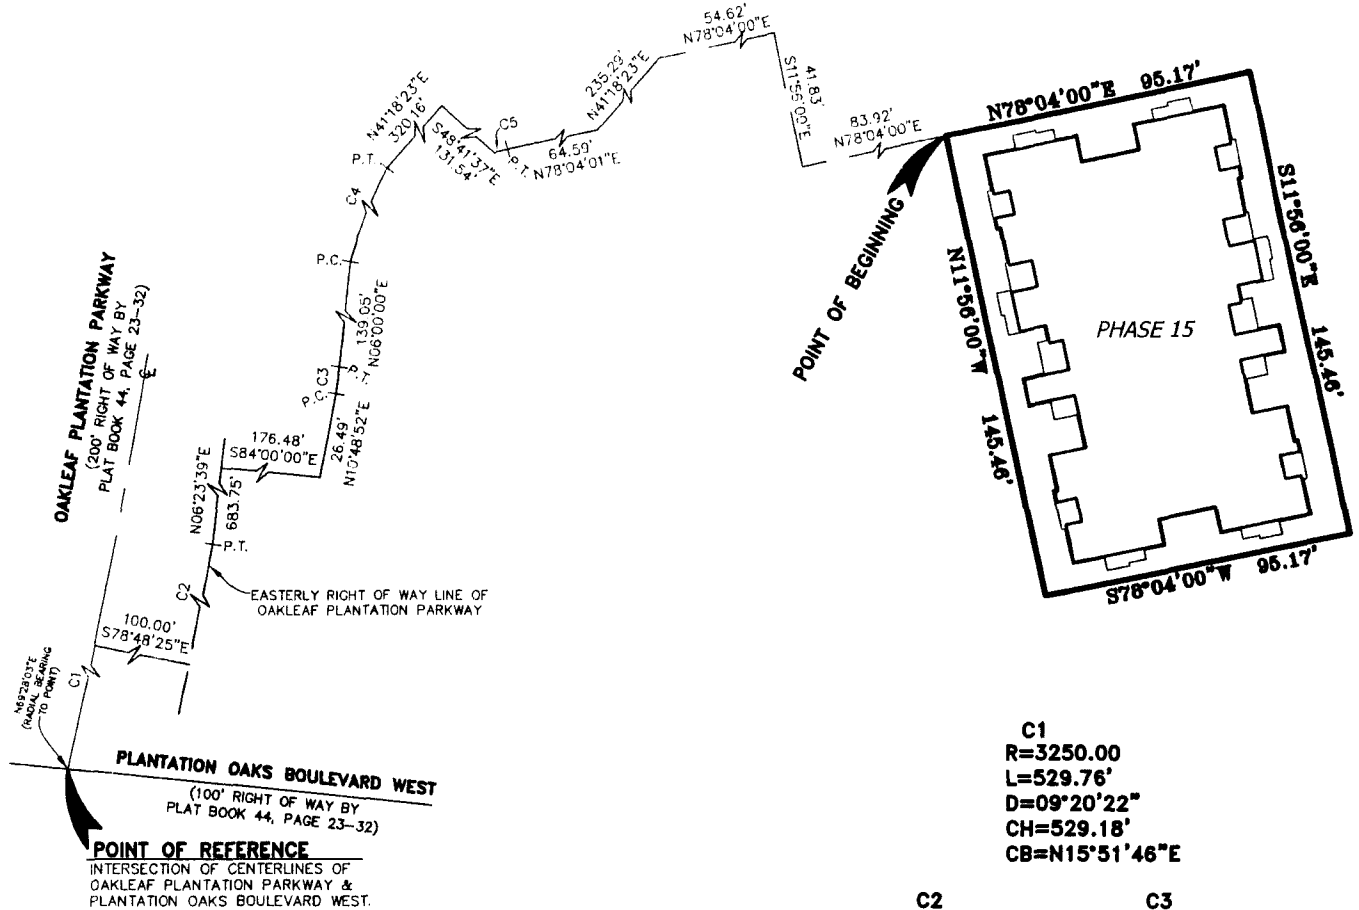 54.62'
N78°04'00"E
41.83'
S11°56'00"E
83.92'
N78°04'00"E
N78°04'00"E 95.17'
S11°56'00"E 145.46'
S78°04'00"W 95.17'
N11°56'00"W 145.46'
PHASE 15
POINT OF BEGINNING
235.29'
N41°18'23"E
64.59'
N78°04'01"E
P.T.
C5
S48°41'37"E
131.54'
N41°18'23"E
320.16'
P.T.
C4
P.C.
139.05'
N06°00'00"E
P.T.
C3
P.C.
26.49'
N10°48'52"E
176.48'
S84°00'00"E
N06°23'39"E
683.75'
P.T.
C2
EASTERLY RIGHT OF WAY LINE OF
OAKLEAF PLANTATION PARKWAY
100.00'
S78°48'25"E
C1
OAKLEAF PLANTATION PARKWAY
(200' RIGHT OF WAY BY
PLAT BOOK 44, PAGE 23-32)
N69°28'03"E
(RADIAL BEARING
TO POINT)
PLANTATION OAKS BOULEVARD WEST
(100' RIGHT OF WAY BY
PLAT BOOK 44, PAGE 23-32)
POINT OF REFERENCE
INTERSECTION OF CENTERLINES OF
OAKLEAF PLANTATION PARKWAY &
PLANTATION OAKS BOULEVARD WEST.
C1
R=3250.00
L=529.76'
D=09°20'22"
CH=529.18'
CB=N15°51'46"E
C2 C3